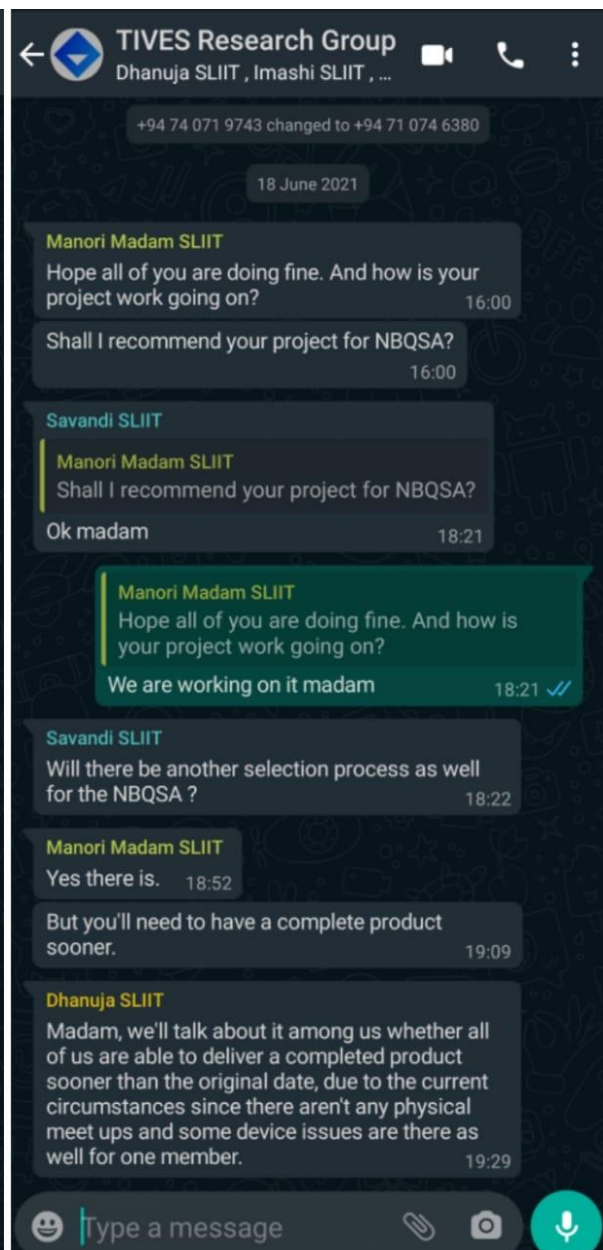 TIVES Research Group
Dhanuja SLIIT , Imashi SLIIT , ...
+94 74 071 9743 changed to +94 71 074 6380
18 June 2021
Manori Madam SLIIT
Hope all of you are doing fine. And how is your
project work going on?
16:00
Shall I recommend your project for NBQSA?
16:00
Savandi SLIIT
Manori Madam SLIIT
Shall I recommend your project for NBQSA?
Ok madam
18:21
Manori Madam SLIIT
Hope all of you are doing fine. And how is
your project work going on?
We are working on it madam
18:21
Savandi SLIIT
Will there be another selection process as well
for the NBQSA ?
18:22
Manori Madam SLIIT
Yes there is.
18:52
But you'll need to have a complete product
sooner.
19:09
Dhanuja SLIIT
Madam, we'll talk about it among us whether all
of us are able to deliver a completed product
sooner than the original date, due to the current
circumstances since there aren't any physical
meet ups and some device issues are there as
well for one member.
19:29
Type a message